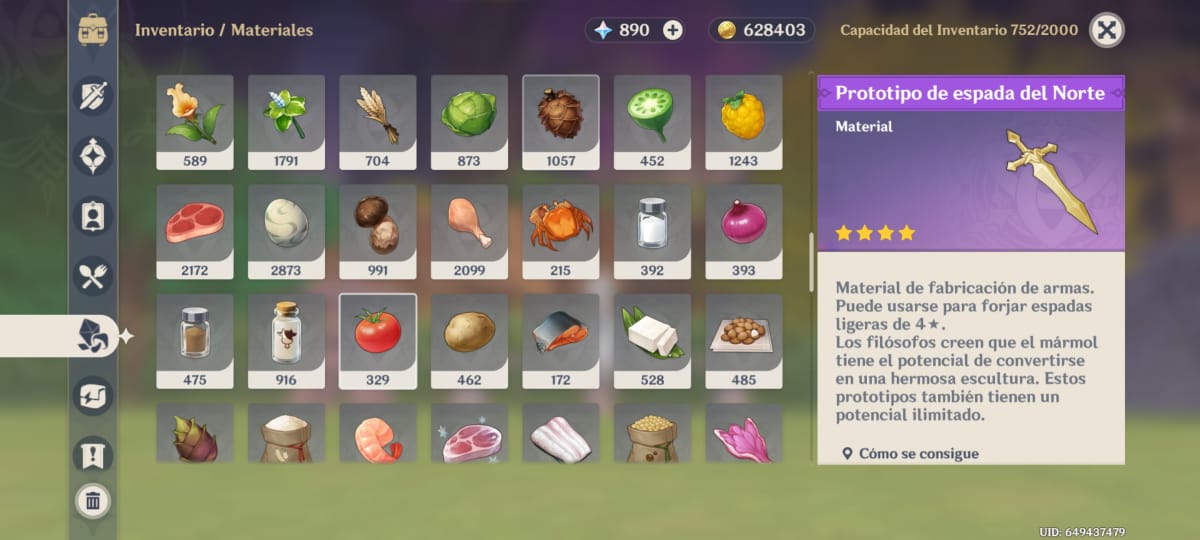 Inventario / Materiales
890
628403
Capacidad del Inventario 752/2000
589
1791
704
873
1057
452
1243
2172
2873
991
2099
215
392
393
475
916
329
462
172
528
485
Prototipo de espada del Norte
Material
Material de fabricación de armas.
Puede usarse para forjar espadas
ligeras de 4★.
Los filósofos creen que el mármol
tiene el potencial de convertirse
en una hermosa escultura. Estos
prototipos también tienen un
potencial ilimitado.
Cómo se consigue
UID: 649437479